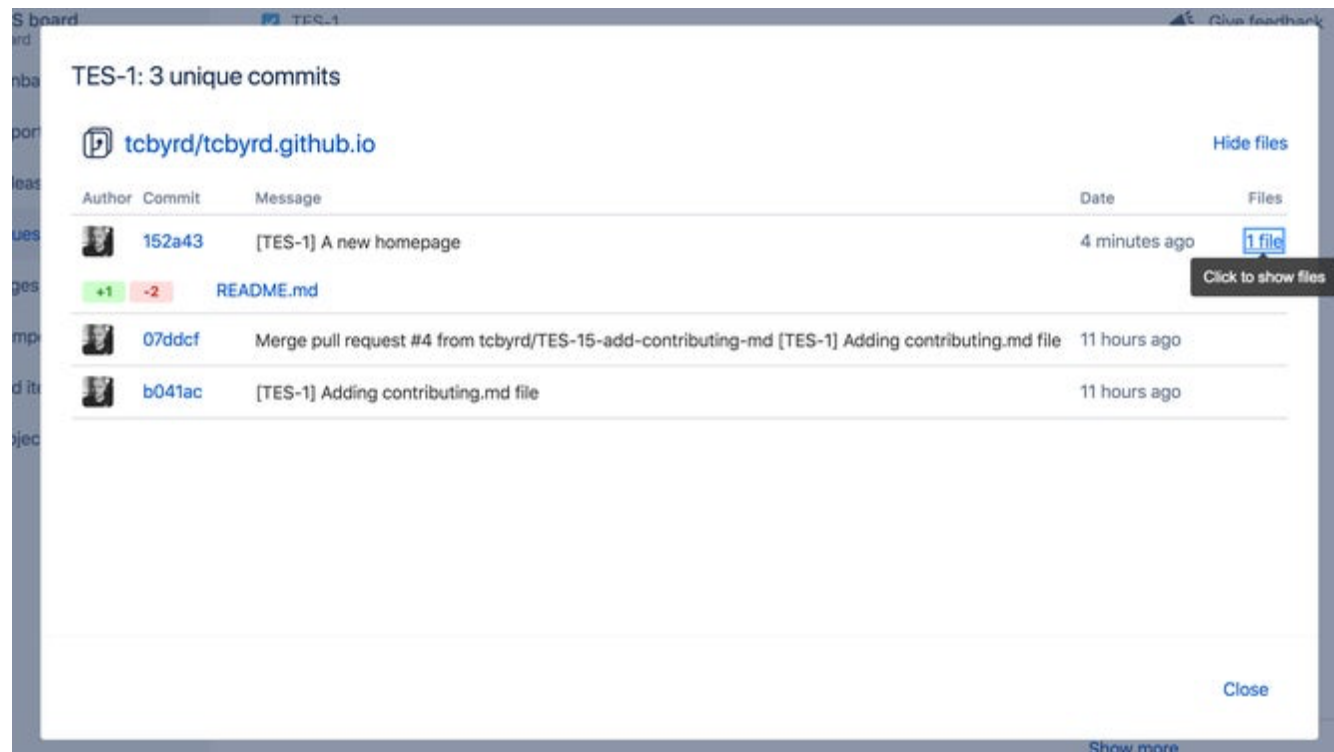 S board
TES-1
Give feedback
TES-1: 3 unique commits
tcbyrd/tcbyrd.github.io
Hide files
Author Commit Message Date Files
152a43 [TES-1] A new homepage 4 minutes ago 1 file
Click to show files
+1 -2 README.md
07ddcf Merge pull request #4 from tcbyrd/TES-15-add-contributing-md [TES-1] Adding contributing.md file 11 hours ago
b041ac [TES-1] Adding contributing.md file 11 hours ago
Close
Show more